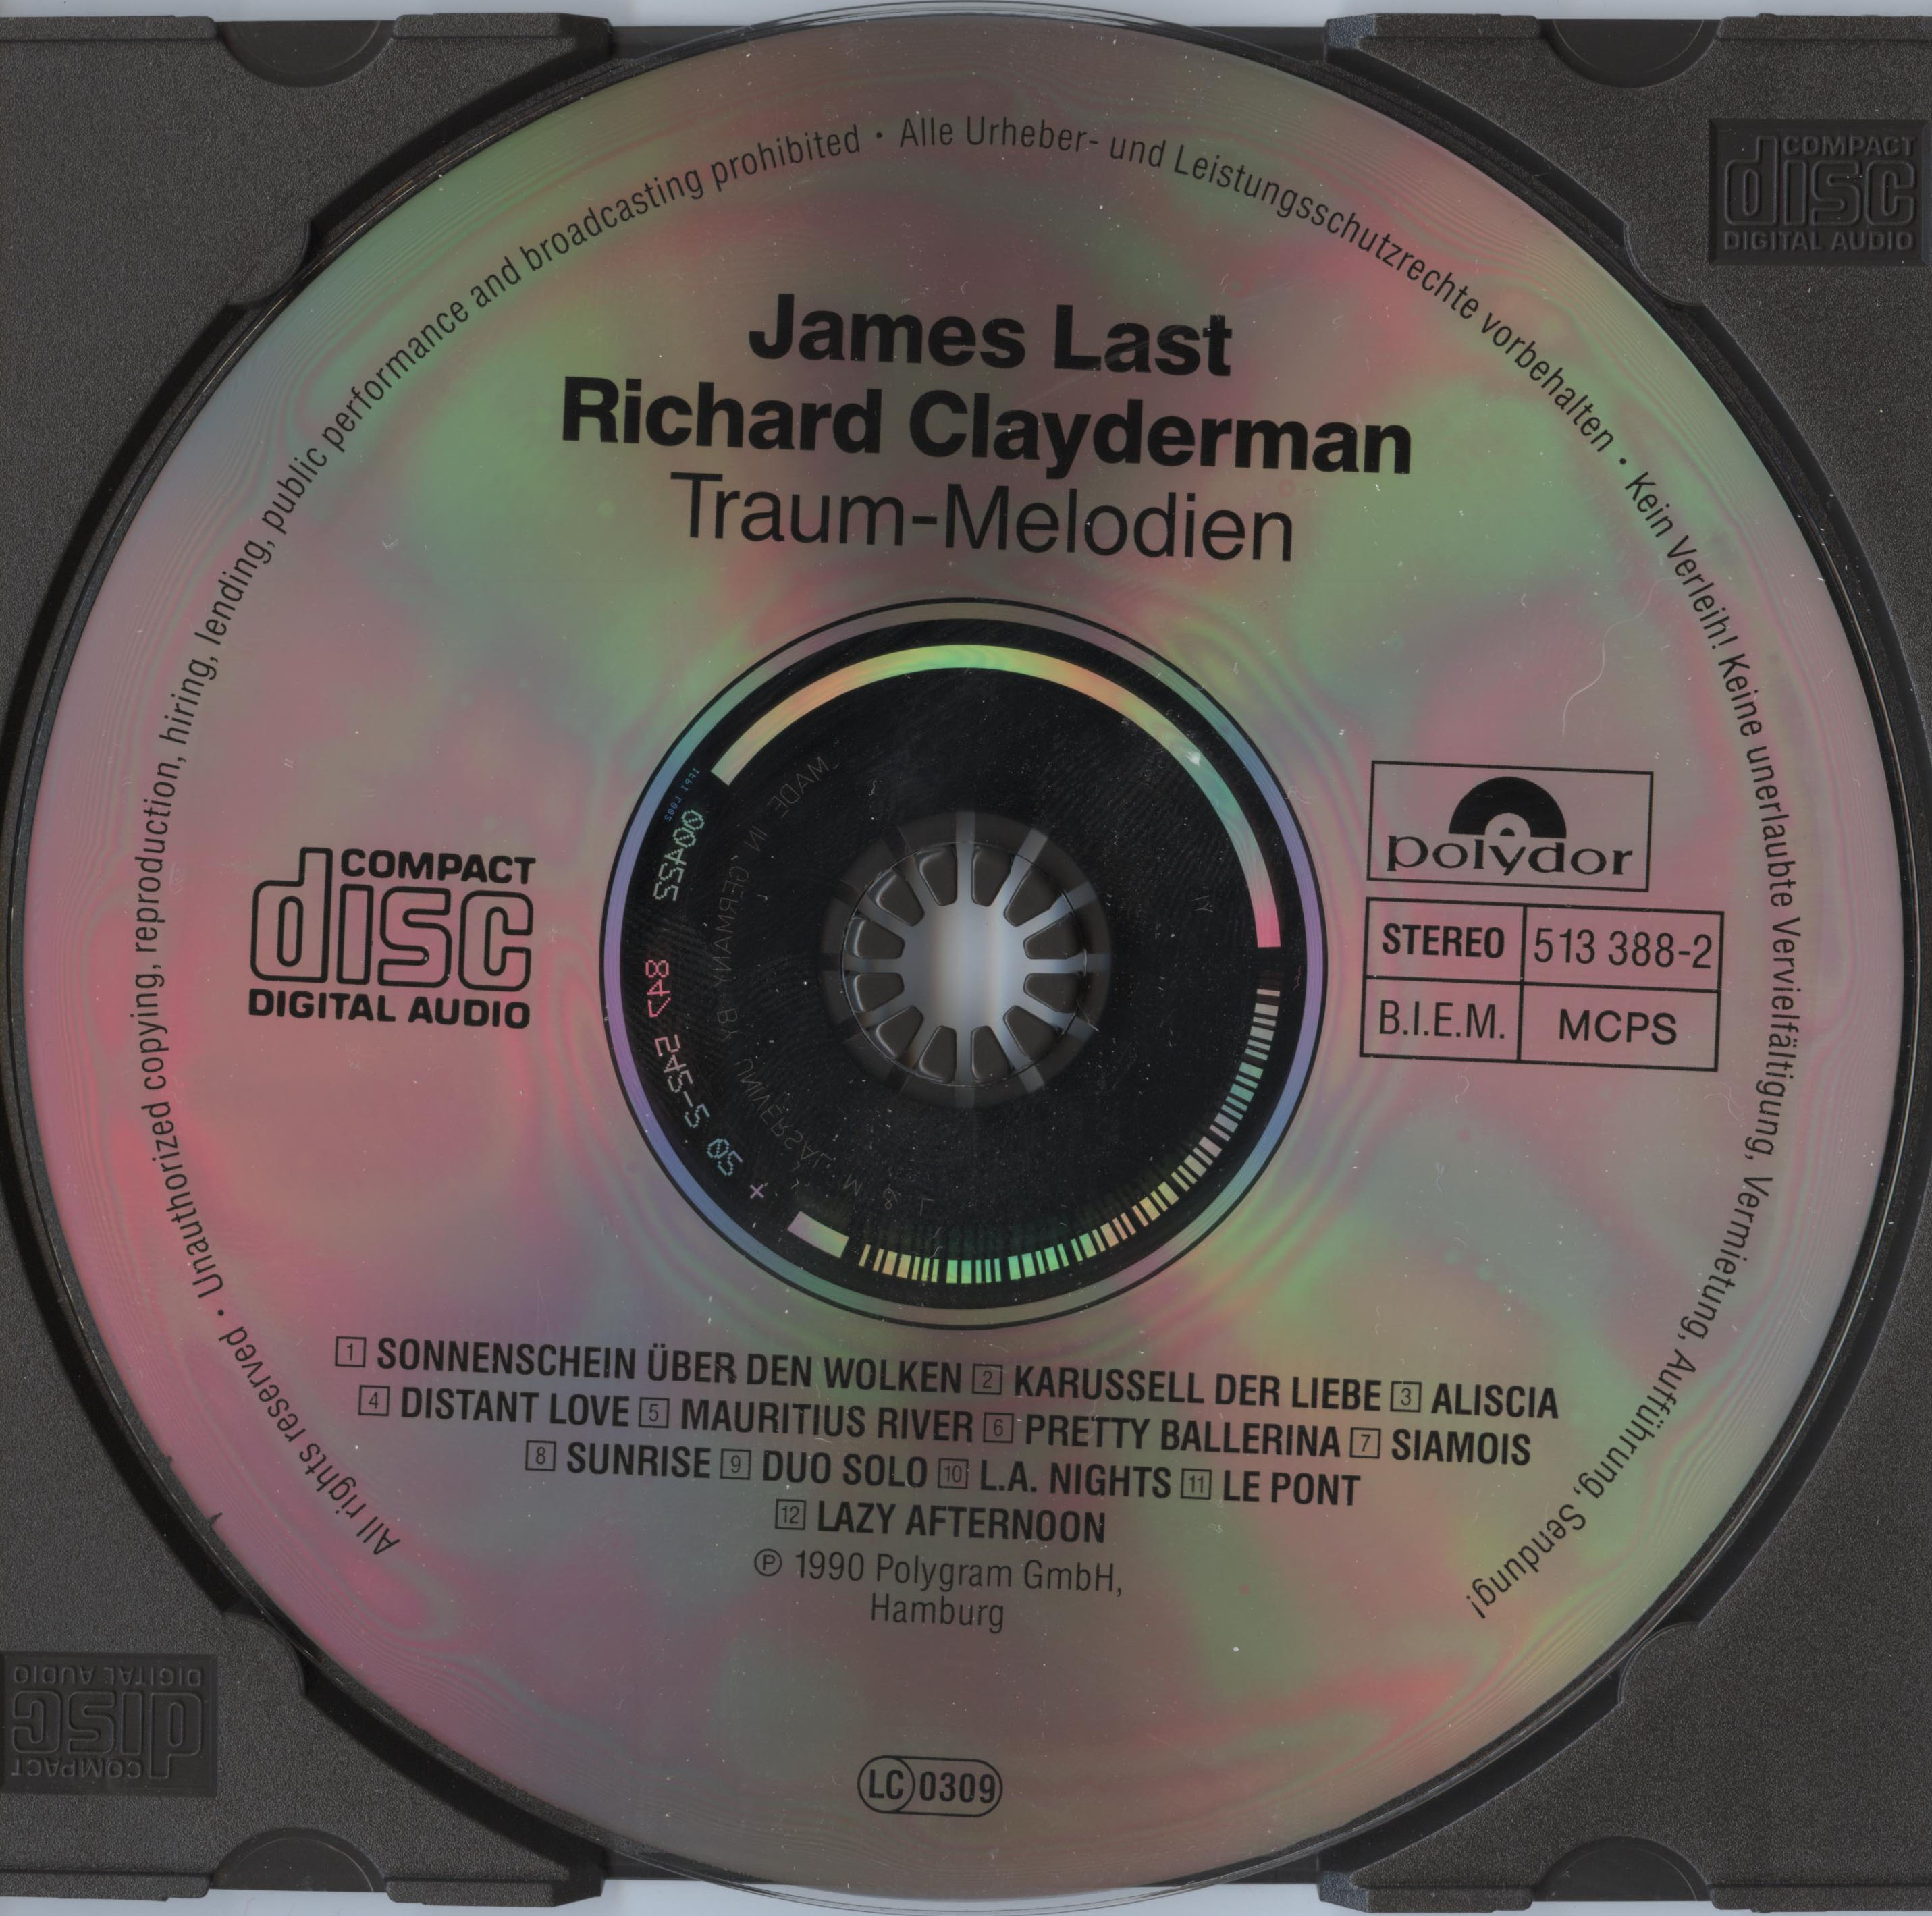 All rights reserved · Unauthorized copying, reproduction, hiring, lending, public performance and broadcasting prohibited · Alle Urheber- und Leistungsschutzrechte vorbehalten · Kein Verleih! Keine unerlaubte Vervielfältigung, Vermietung, Aufführung, Sendung!
COMPACT
disc
DIGITAL AUDIO
James Last
Richard Clayderman
Traum-Melodien
COMPACT
disc
DIGITAL AUDIO
polydor
STEREO 513 388-2
B.I.E.M. MCPS
MADE IN GERMANY BY UNIVERSAL M & L
1 SONNENSCHEIN ÜBER DEN WOLKEN 2 KARUSSELL DER LIEBE 3 ALISCIA
4 DISTANT LOVE 5 MAURITIUS RIVER 6 PRETTY BALLERINA 7 SIAMOIS
8 SUNRISE 9 DUO SOLO 10 L.A. NIGHTS 11 LE PONT
12 LAZY AFTERNOON
℗ 1990 Polygram GmbH,
Hamburg
LC 0309
COMPACT
disc
DIGITAL AUDIO